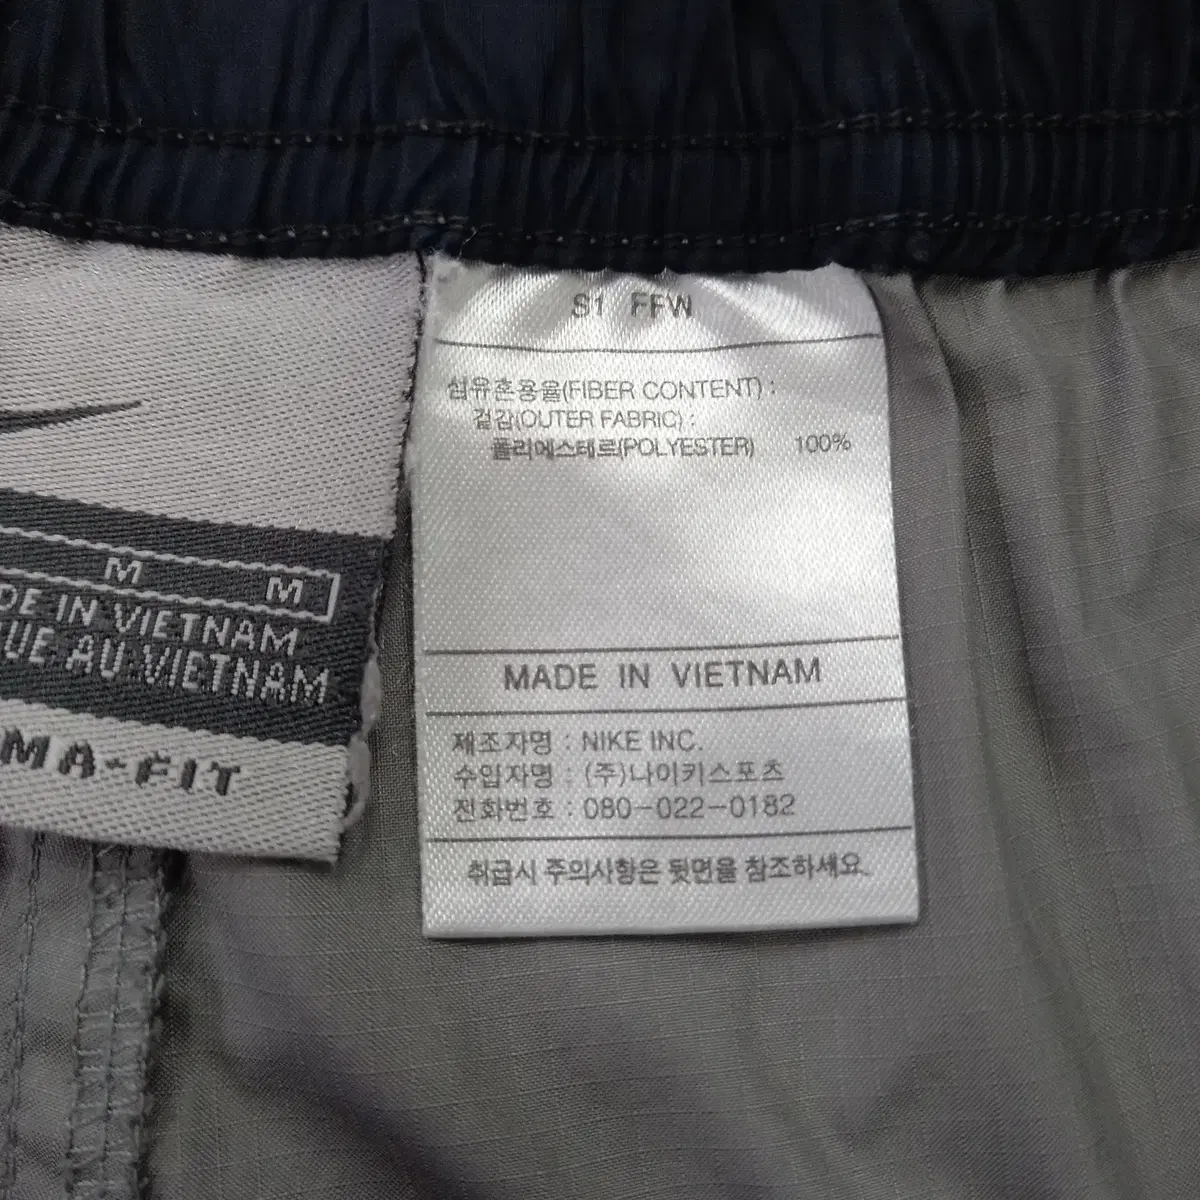 M M
DE IN VIETNAM
UE AU VIETNAM
MA-FIT
S1 FFW
섬유혼용율(FIBER CONTENT) :
겉감(OUTER FABRIC) :
폴리에스테르(POLYESTER) 100%
MADE IN VIETNAM
제조자명 : NIKE INC.
수입자명 : (주)나이키스포츠
전화번호 : 080-022-0182
취급시 주의사항은 뒷면을 참조하세요.